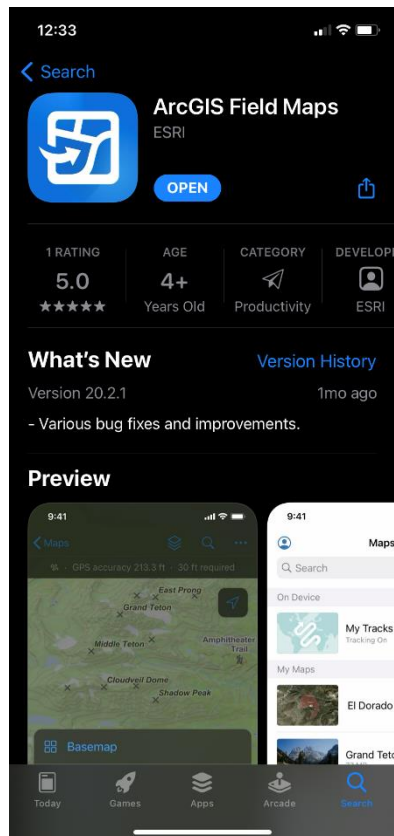 12:33
Search
ArcGIS Field Maps
ESRI
OPEN
1 RATING
AGE
CATEGORY
DEVELOPE
5.0
4+
★★★★★
Years Old
Productivity
ESRI
What's New
Version History
Version 20.2.1
1mo ago
- Various bug fixes and improvements.
Preview
9:41
Maps
GPS accuracy 213.3 ft · 30 ft required
East Prong
Grand Teton
Middle Teton
Amphitheater
Trail
Cloudveil Dome
Shadow Peak
Basemap
9:41
Maps
Search
On Device
My Tracks
Tracking On
My Maps
El Dorado
Grand Tet
Today
Games
Apps
Arcade
Search